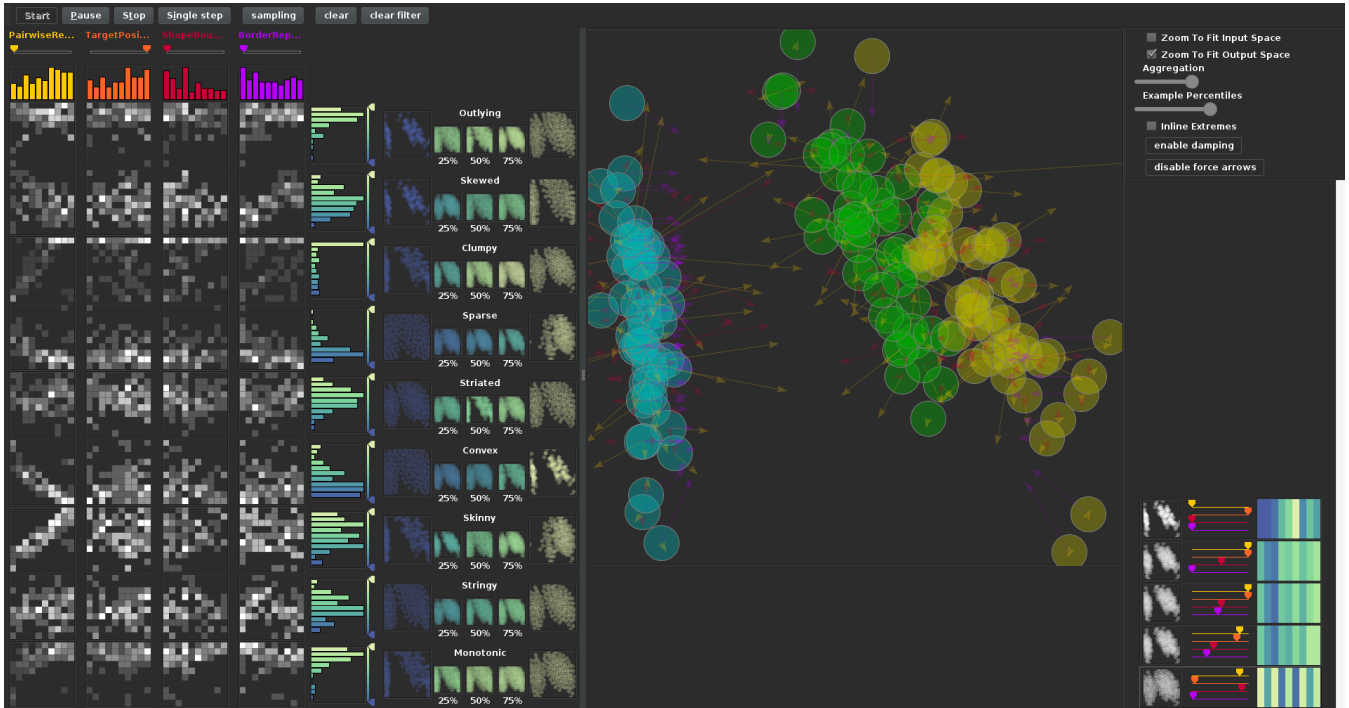 Start Pause Stop Single step sampling clear clear filter
PairwiseRe... TargetPosi... ShapeBou... BorderRep...
Zoom To Fit Input Space
Zoom To Fit Output Space
Aggregation
Example Percentiles
Inline Extremes
enable damping
disable force arrows
Outlying
25% 50% 75%
Skewed
25% 50% 75%
Clumpy
25% 50% 75%
Sparse
25% 50% 75%
Striated
25% 50% 75%
Convex
25% 50% 75%
Skinny
25% 50% 75%
Stringy
25% 50% 75%
Monotonic
25% 50% 75%